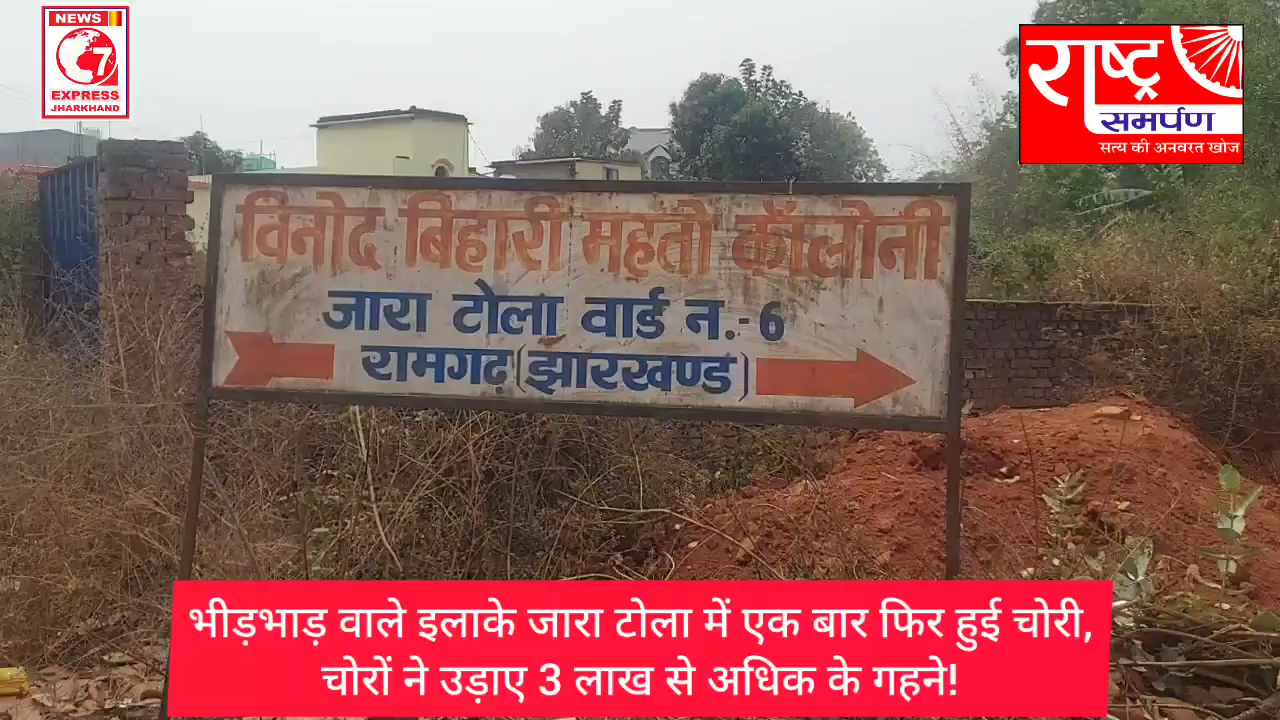 NEWS
7
EXPRESS
JHARKHAND
राष्ट्र
समर्पण
सत्य की अनवरत खोज
विनोद बिहारी महतो कॉलोनी
जारा टोला वार्ड न.- 6
रामगढ़ (झारखण्ड)
भीड़भाड़ वाले इलाके जारा टोला में एक बार फिर हुई चोरी,
चोरों ने उड़ाए 3 लाख से अधिक के गहने!